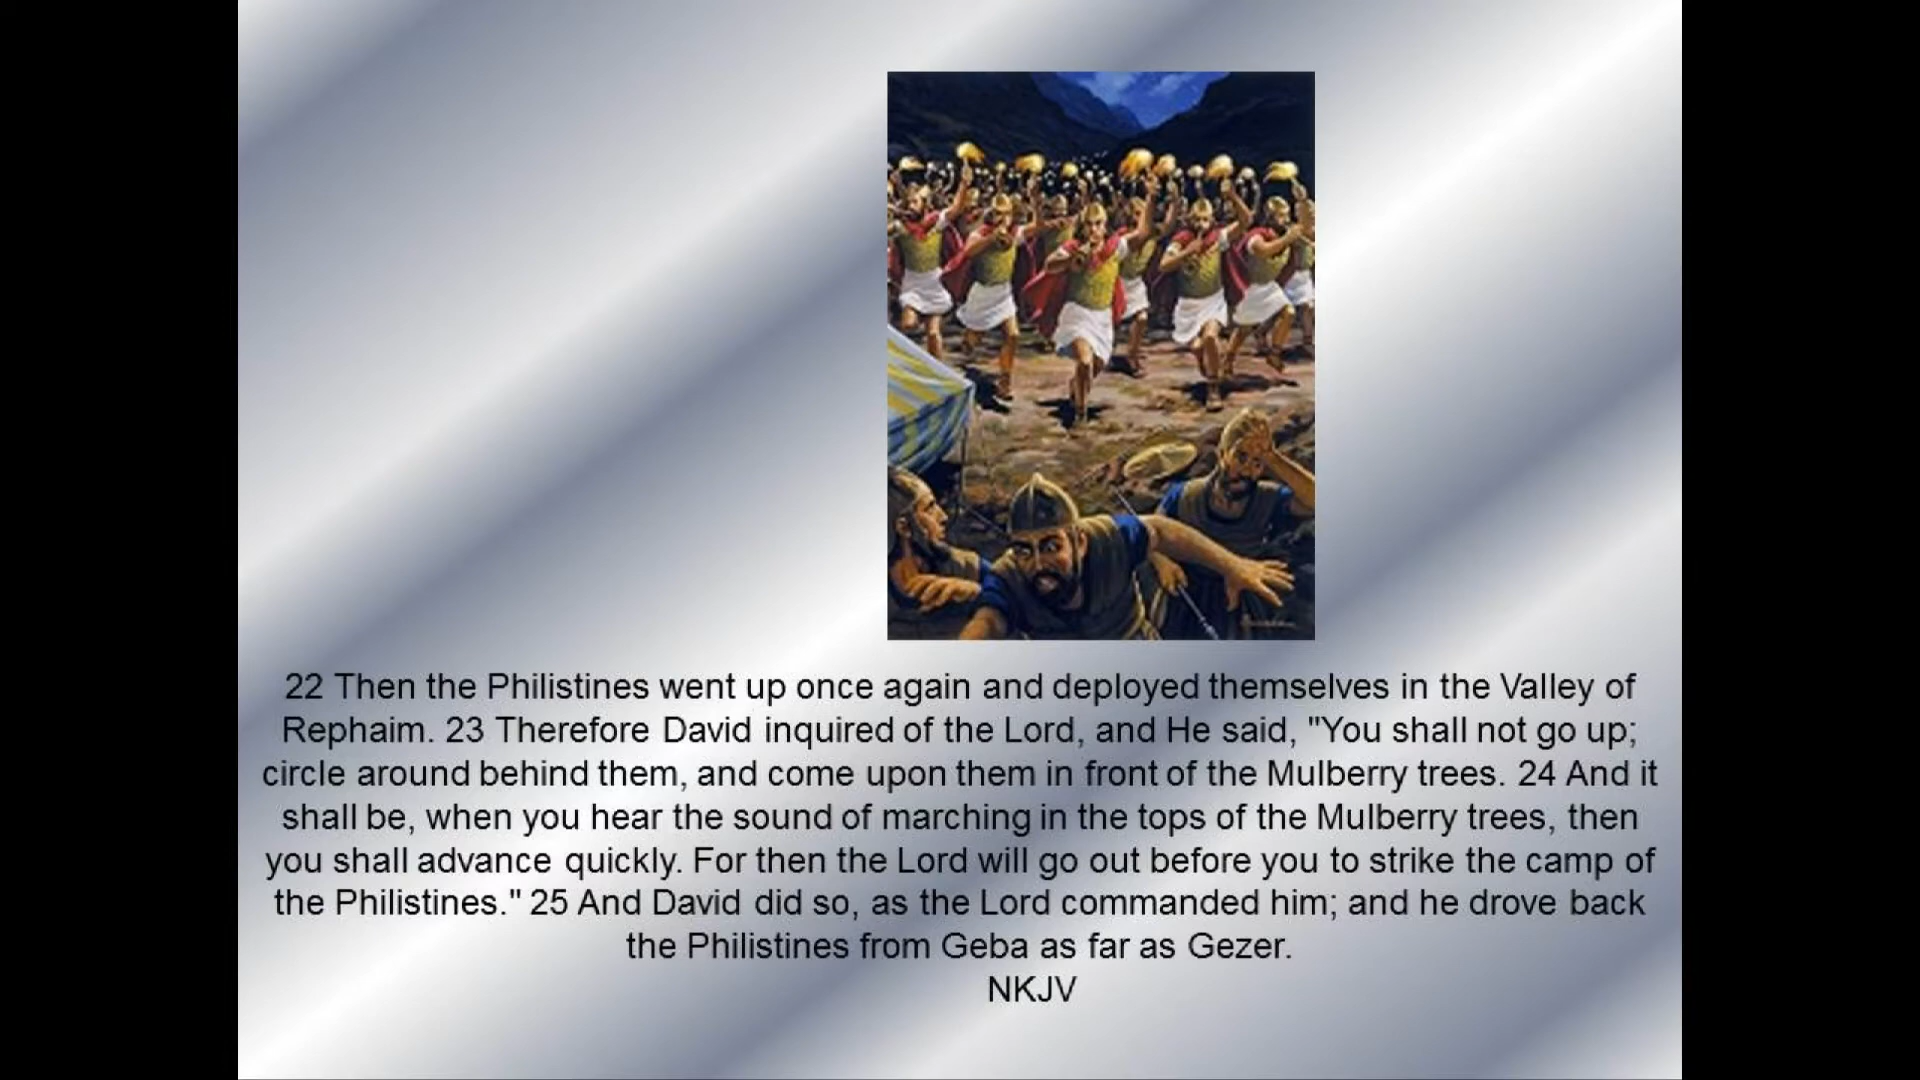 22 Then the Philistines went up once again and deployed themselves in the Valley of
Rephaim. 23 Therefore David inquired of the Lord, and He said, "You shall not go up;
circle around behind them, and come upon them in front of the Mulberry trees. 24 And it
shall be, when you hear the sound of marching in the tops of the Mulberry trees, then
you shall advance quickly. For then the Lord will go out before you to strike the camp of
the Philistines." 25 And David did so, as the Lord commanded him; and he drove back
the Philistines from Geba as far as Gezer.
NKJV